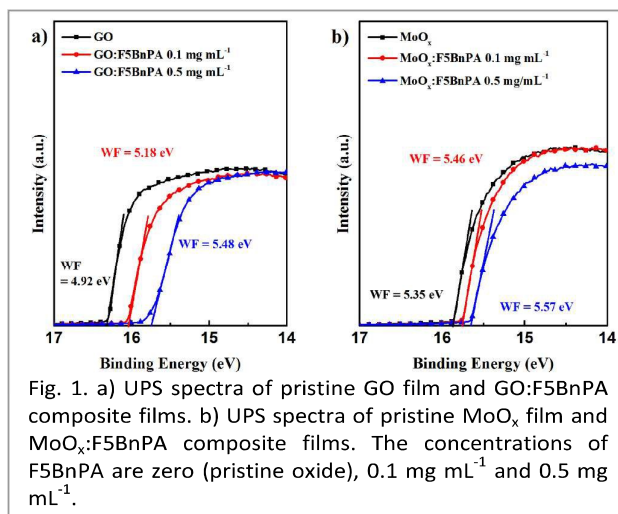 a)
GO
GO:F5BnPA 0.1 mg mL⁻¹
GO:F5BnPA 0.5 mg mL⁻¹
WF = 5.18 eV
WF = 5.48 eV
WF
= 4.92 eV
Intensity (a.u.)
17 16 15 14
Binding Energy (eV)
b)
MoOₓ
MoOₓ:F5BnPA 0.1 mg mL⁻¹
MoOₓ:F5BnPA 0.5 mg/mL⁻¹
WF = 5.46 eV
WF = 5.35 eV
WF = 5.57 eV
Intensity (a.u.)
17 16 15 14
Binding Energy (eV)
Fig. 1. a) UPS spectra of pristine GO film and GO:F5BnPA
composite films. b) UPS spectra of pristine MoOₓ film and
MoOₓ:F5BnPA composite films. The concentrations of
F5BnPA are zero (pristine oxide), 0.1 mg mL⁻¹ and 0.5 mg
mL⁻¹.